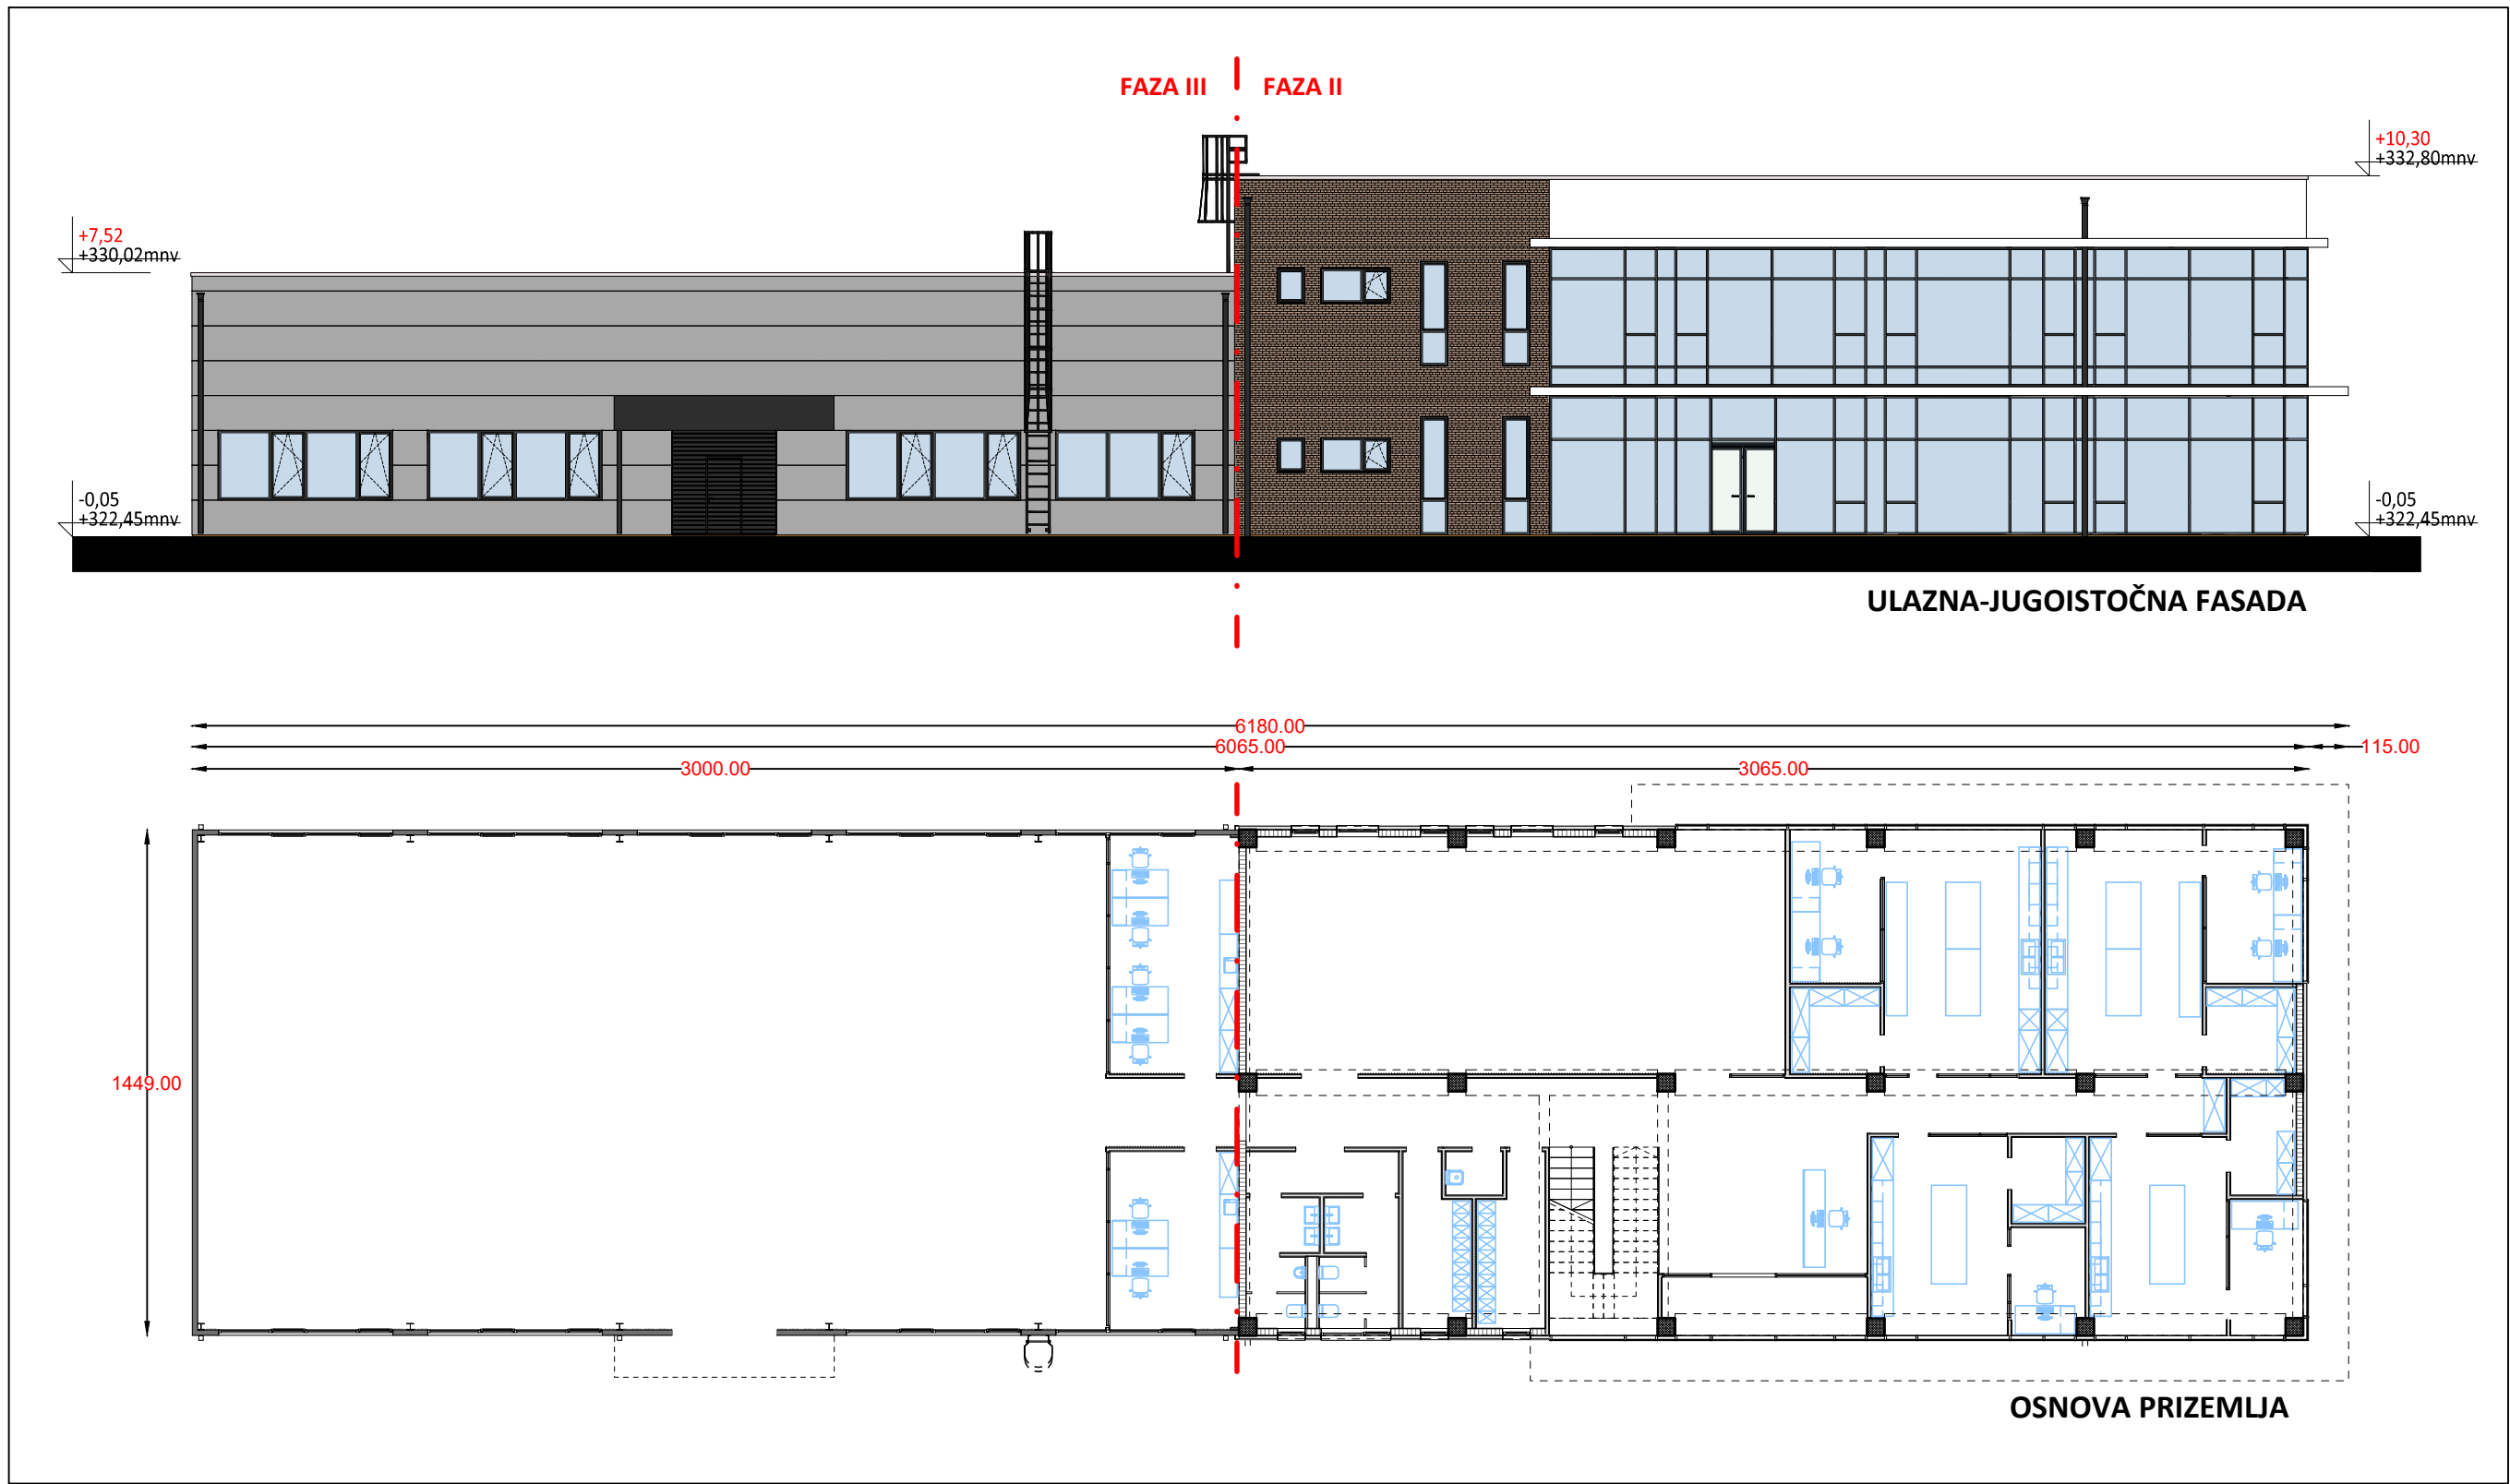 FAZA III
FAZA II
+10,30
+332,80mnv
+7,52
+330,02mnv
-0,05
+322,45mnv
-0,05
+322,45mnv
ULAZNA-JUGOISTOČNA FASADA
6180.00
6065.00
115.00
3000.00
3065.00
1449.00
OSNOVA PRIZEMLJA